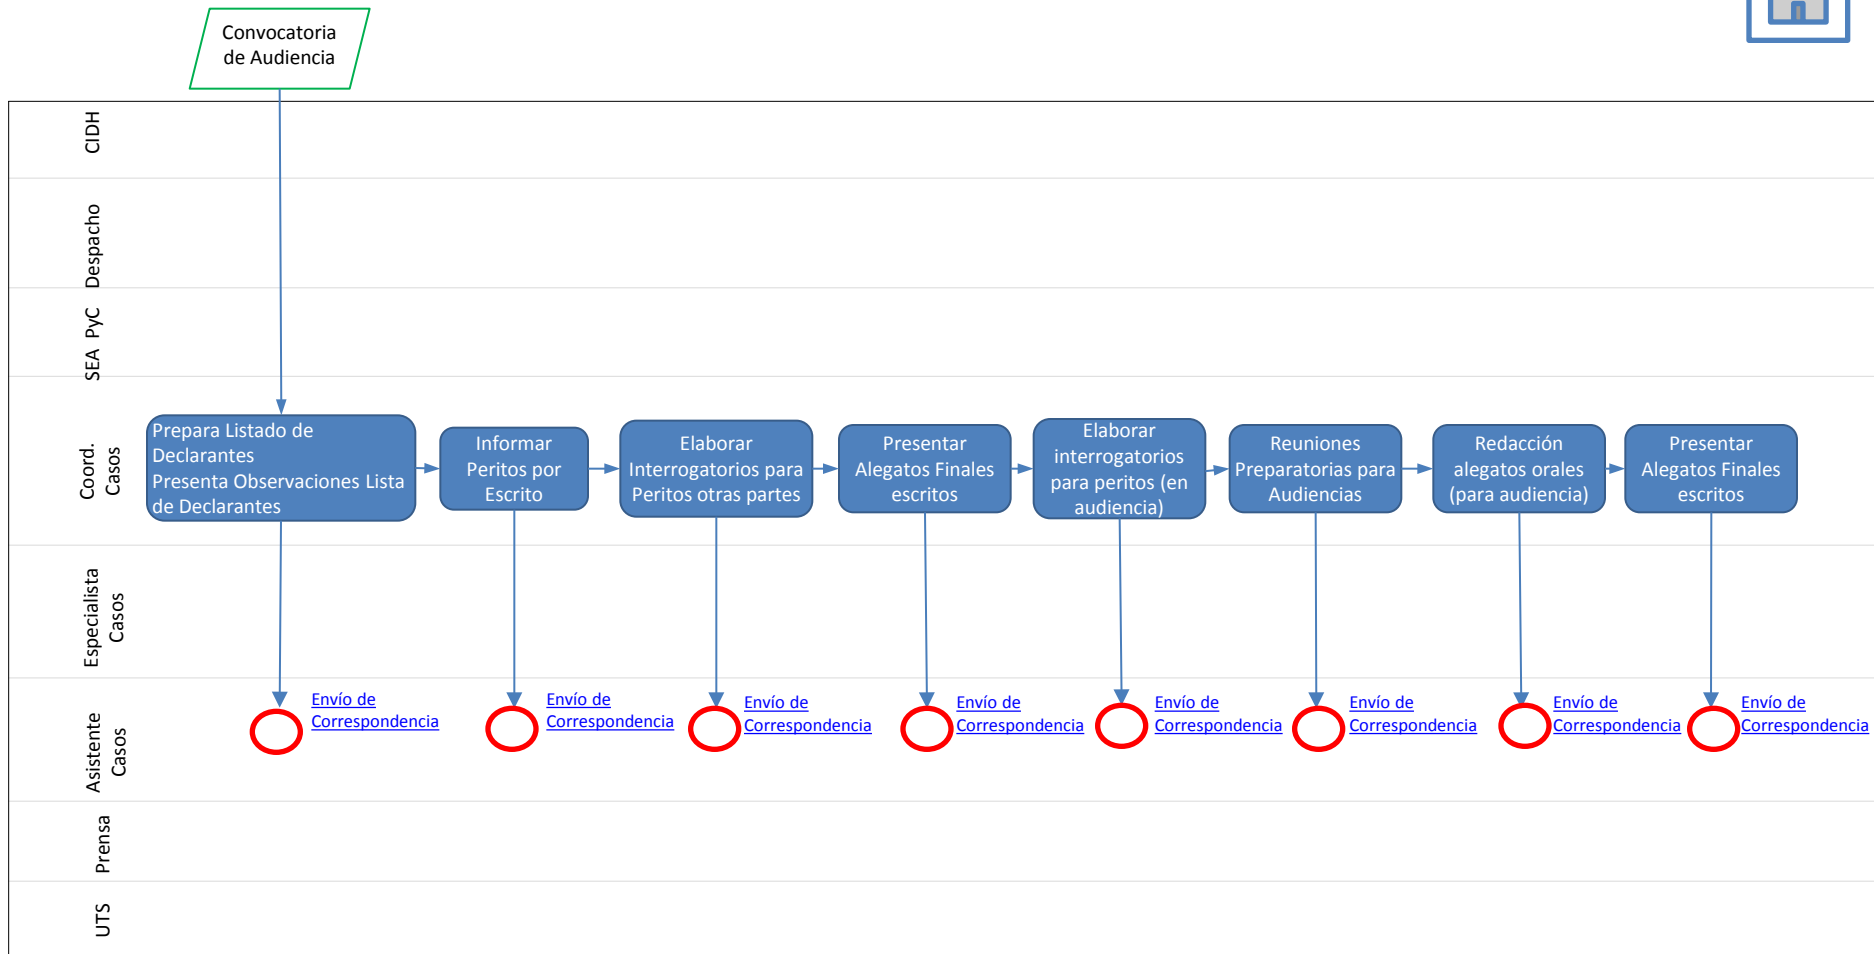 Convocatoria
de Audiencia
CIDH
Despacho
SEA PyC
Coord.
Casos
Prepara Listado de
Declarantes
Presenta Observaciones Lista
de Declarantes
Informar
Peritos por
Escrito
Elaborar
Interrogatorios para
Peritos otras partes
Presentar
Alegatos Finales
escritos
Elaborar
interrogatorios
para peritos (en
audiencia)
Reuniones
Preparatorias para
Audiencias
Redacción
alegatos orales
(para audiencia)
Presentar
Alegatos Finales
escritos
Especialista
Casos
Asistente
Casos
Envío de
Correspondencia
Envío de
Correspondencia
Envío de
Correspondencia
Envío de
Correspondencia
Envío de
Correspondencia
Envío de
Correspondencia
Envío de
Correspondencia
Envío de
Correspondencia
Prensa
UTS